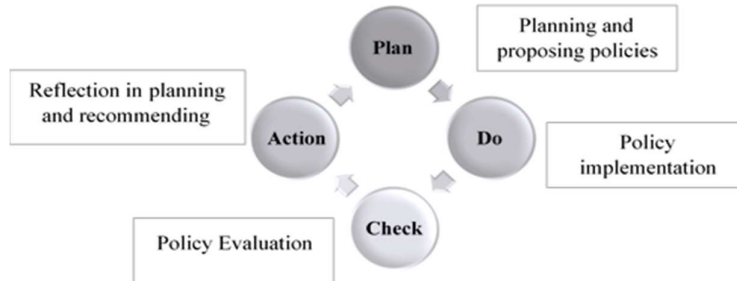 Plan
Planning and
proposing policies
Reflection in planning
and recommending
Action
Do
Policy
implementation
Check
Policy Evaluation